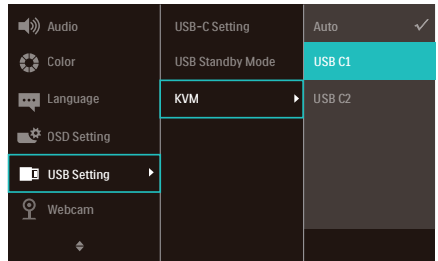 Audio
Color
Language
OSD Setting
USB Setting
Webcam
USB-C Setting
USB Standby Mode
KVM
Auto
USB C1
USB C2